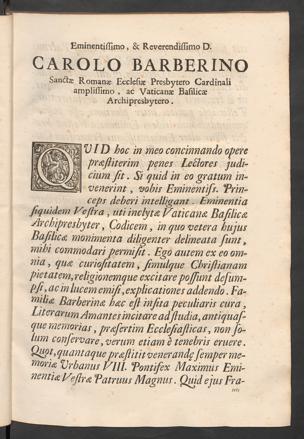 Eminentissimo, & Reverendissimo D.
CAROLO BARBERINO
Sanctæ Romanæ Ecclesiæ Presbytero Cardinali
amplissimo, ac Vaticanæ Basilicæ
Archipresbytero.
QVID hoc in meo concinnando opere
præstiterim penes Lectores judi-
cium sit. Si quid in eo gratum in-
venerint, vobis Eminentiss. Prin-
ceps deberi intelligant. Eminentia
siquidem Vestra, uti inclytæ Vaticanæ Basilicæ
Archipresbyter, Codicem, in quo vetera hujus
Basilicæ monimenta diligenter delineata sunt,
mihi commodari permisit. Ego autem ex eo om-
nia, quæ curiositatem, simulque Christianam
pietatem, religionemque excitare possunt desum-
psi, ac in lucem emisi, explicationes addendo. Fa-
miliæ Barberinæ hæc est insita peculiaris cura,
Literarum Amantes incitare ad studia, antiquas-
que memorias, præsertim Ecclesiasticas, non so-
lum conservare, verum etiam è tenebris eruere.
Quot, quantaque præstitit venerandę semper me-
moriæ Urbanus VIII. Pontifex Maximus Emi-
nentiæ Vestræ Patruus Magnus. Quid ejus Fra-